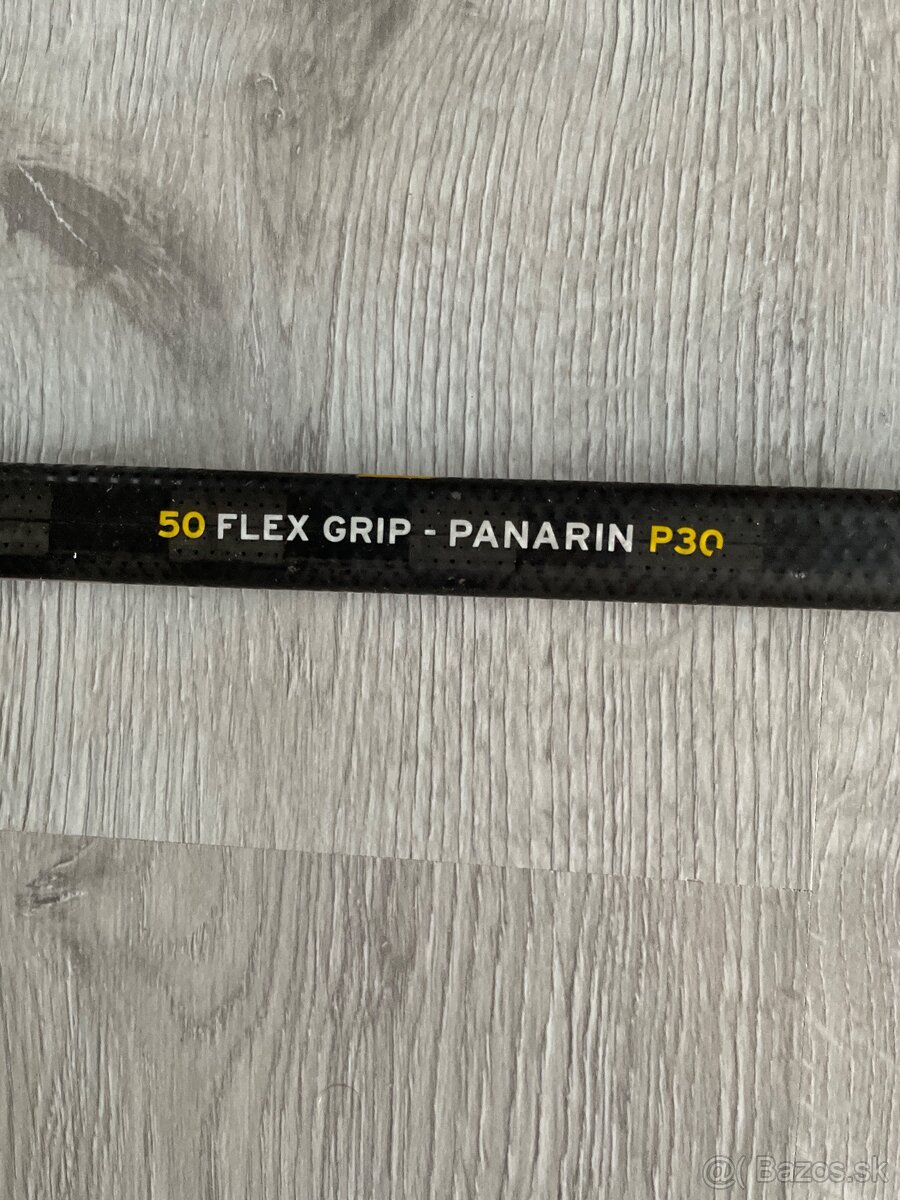 50 FLEX GRIP - PANARIN P30
@( Bazos.sk